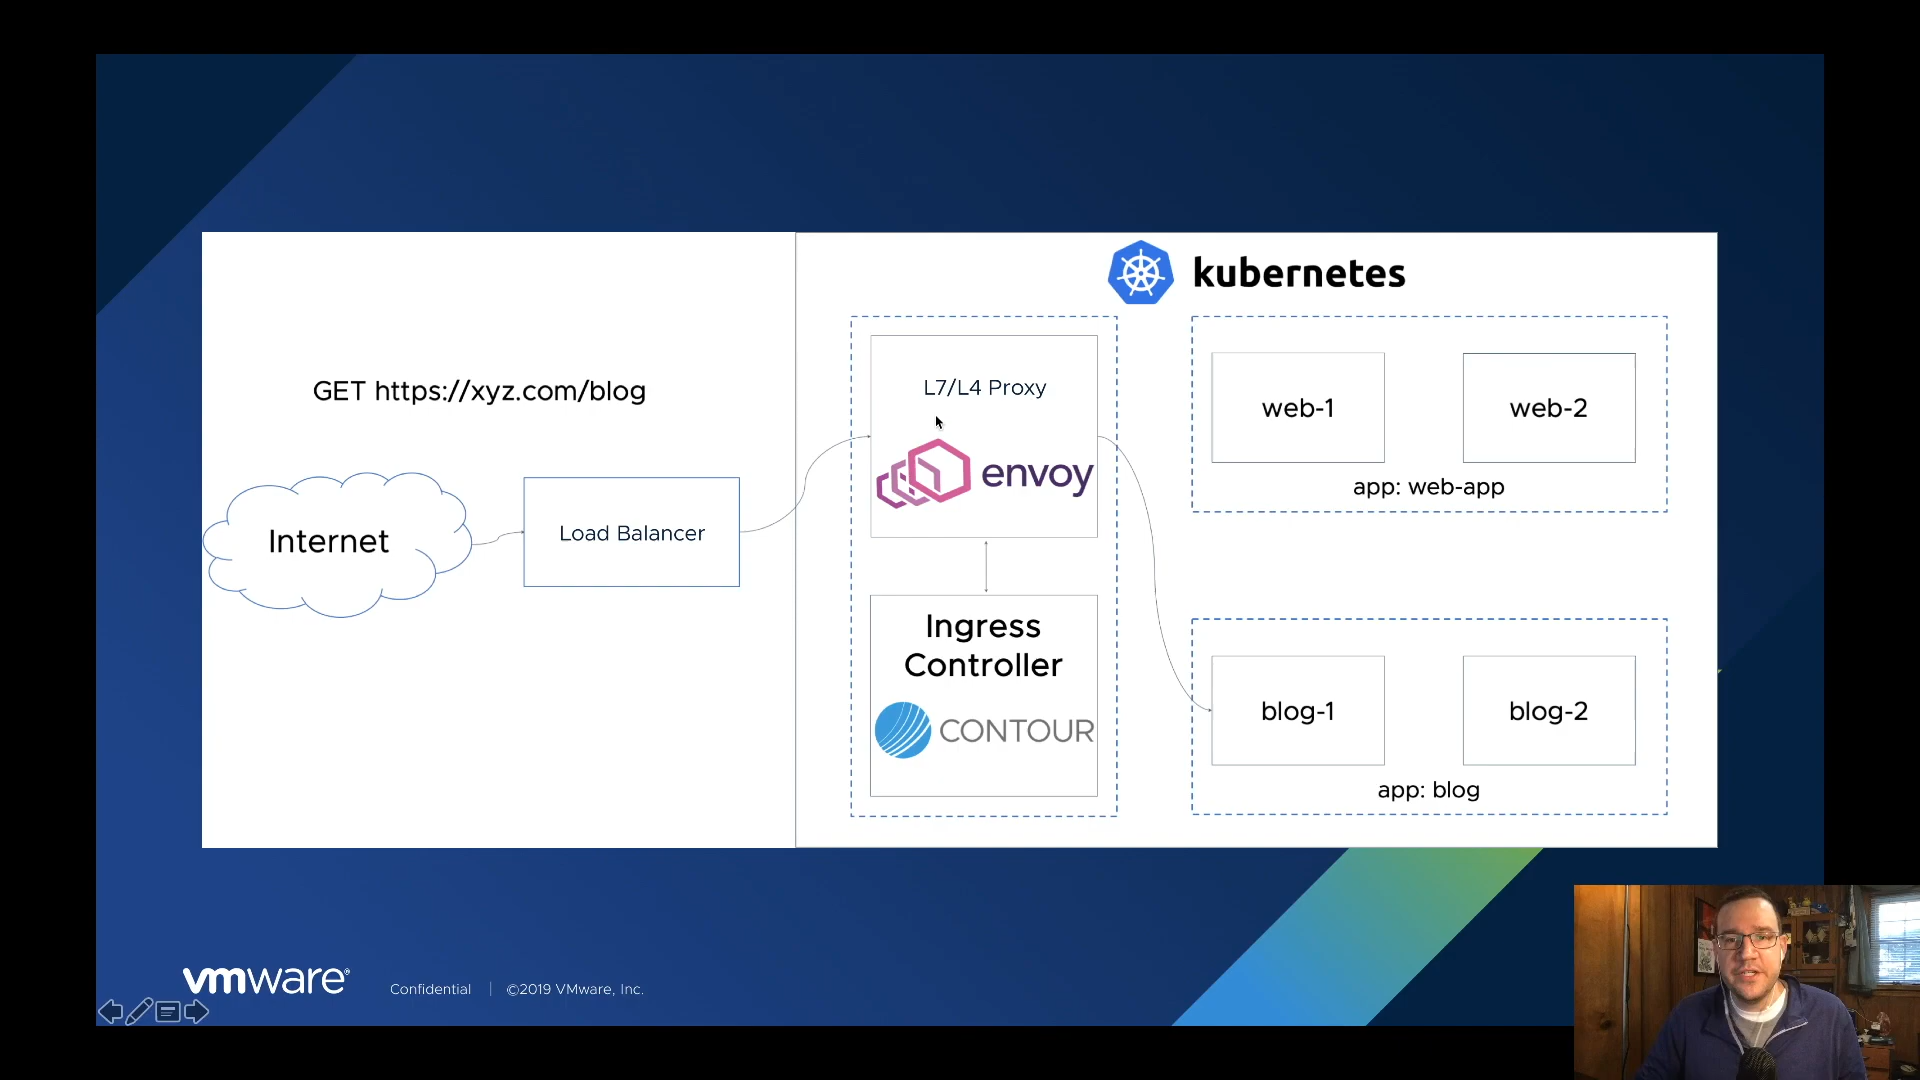 kubernetes
GET https://xyz.com/blog
Internet
Load Balancer
L7/L4 Proxy
envoy
Ingress
Controller
CONTOUR
web-1
web-2
app: web-app
blog-1
blog-2
app: blog
vmware®
Confidential | ©2019 VMware, Inc.